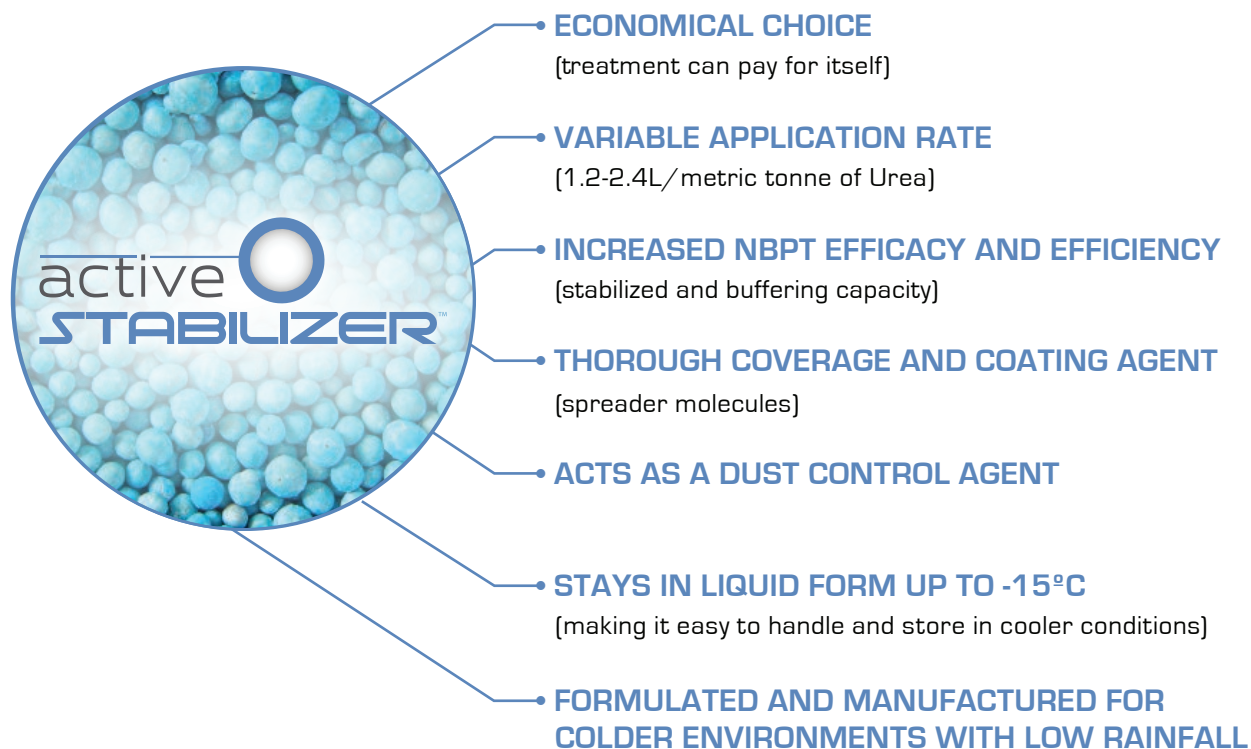 active
STABILIZER™
ECONOMICAL CHOICE
(treatment can pay for itself)
VARIABLE APPLICATION RATE
(1.2-2.4L/metric tonne of Urea)
INCREASED NBPT EFFICACY AND EFFICIENCY
(stabilized and buffering capacity)
THOROUGH COVERAGE AND COATING AGENT
(spreader molecules)
ACTS AS A DUST CONTROL AGENT
STAYS IN LIQUID FORM UP TO -15ºC
(making it easy to handle and store in cooler conditions)
FORMULATED AND MANUFACTURED FOR
COLDER ENVIRONMENTS WITH LOW RAINFALL